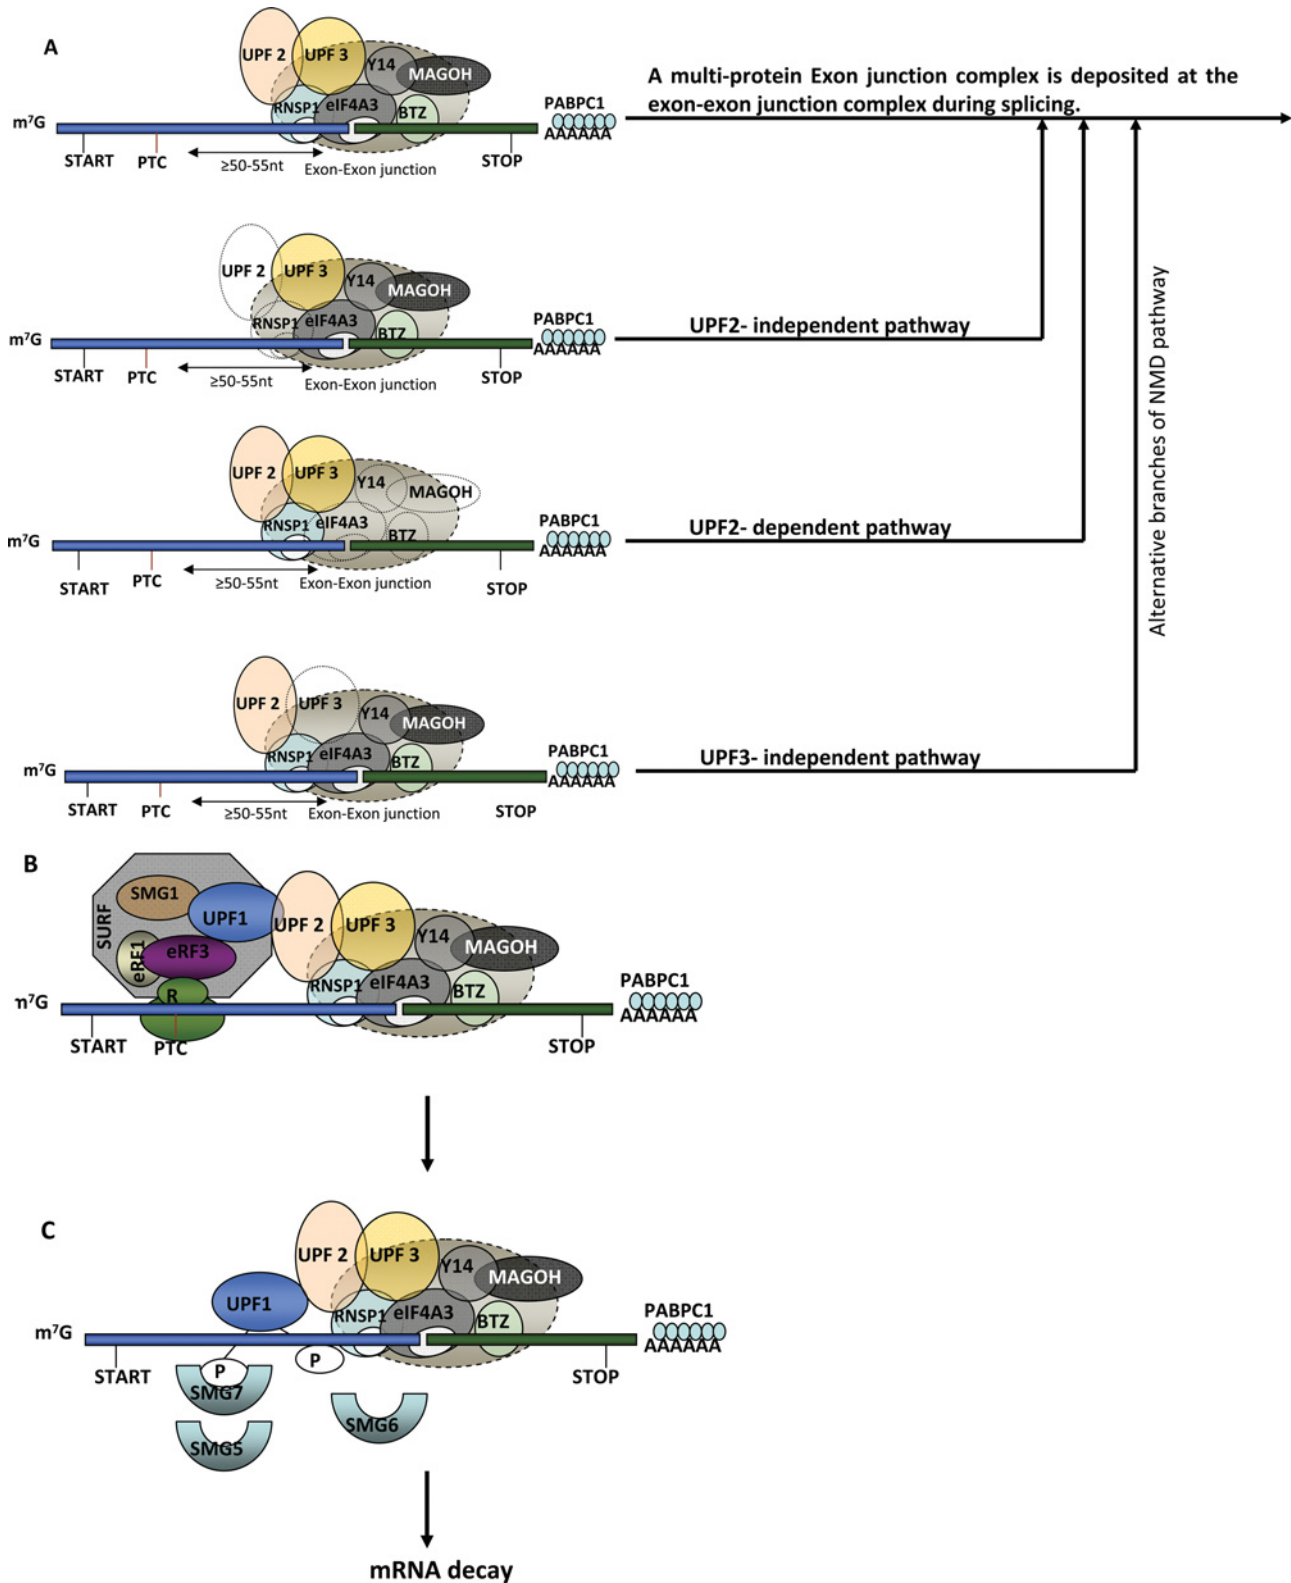 A
UPF 2
UPF 3
Y14
MAGOH
RNSP1
eIF4A3
BTZ
PABPC1
m⁷G
AAAAAA
START
PTC
≥50-55nt
Exon-Exon junction
STOP
A multi-protein Exon junction complex is deposited at the
exon-exon junction complex during splicing.
UPF 2
UPF 3
Y14
MAGOH
RNSP1
eIF4A3
BTZ
PABPC1
m⁷G
AAAAAA
START
PTC
≥50-55nt
Exon-Exon junction
STOP
UPF2- independent pathway
UPF 2
UPF 3
Y14
MAGOH
RNSP1
eIF4A3
BTZ
PABPC1
m⁷G
AAAAAA
START
PTC
≥50-55nt
Exon-Exon junction
STOP
UPF2- dependent pathway
Alternative branches of NMD pathway
UPF 2
UPF 3
Y14
MAGOH
RNSP1
eIF4A3
BTZ
PABPC1
m⁷G
AAAAAA
START
PTC
≥50-55nt
Exon-Exon junction
STOP
UPF3- independent pathway
B
SURF
SMG1
UPF1
eRF1
eRF3
R
UPF 2
UPF 3
Y14
MAGOH
RNSP1
eIF4A3
BTZ
PABPC1
m⁷G
AAAAAA
START
PTC
STOP
C
UPF 2
UPF 3
Y14
MAGOH
UPF1
RNSP1
eIF4A3
BTZ
PABPC1
m⁷G
AAAAAA
START
P
P
STOP
SMG7
SMG6
SMG5
mRNA decay